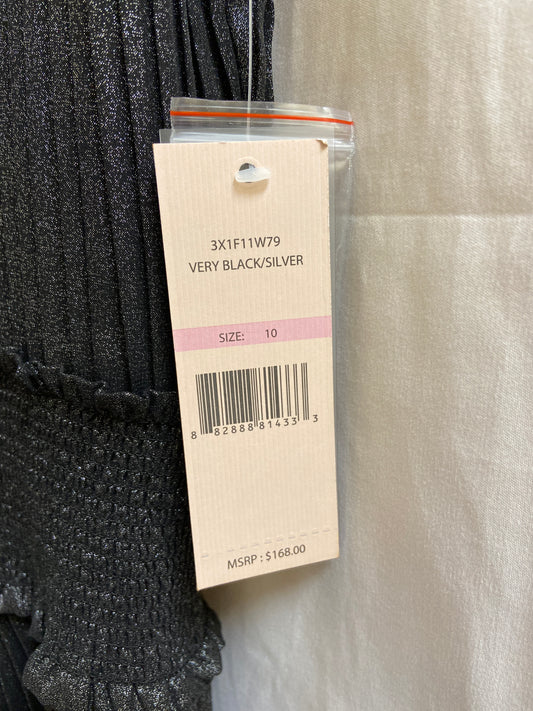 3X1F11W79
VERY BLACK/SILVER
SIZE: 10
8 82888 81433 3
MSRP : $168.00